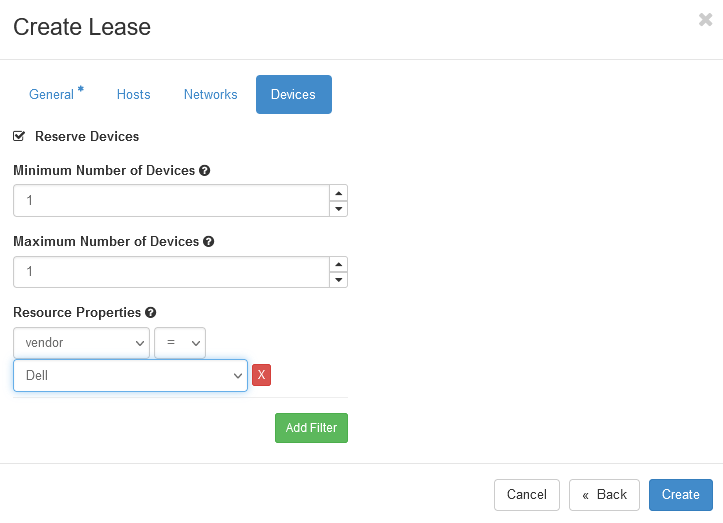 Create Lease
General *
Hosts
Networks
Devices
Reserve Devices
Minimum Number of Devices
1
Maximum Number of Devices
1
Resource Properties
vendor
=
Dell
X
Add Filter
Cancel
« Back
Create